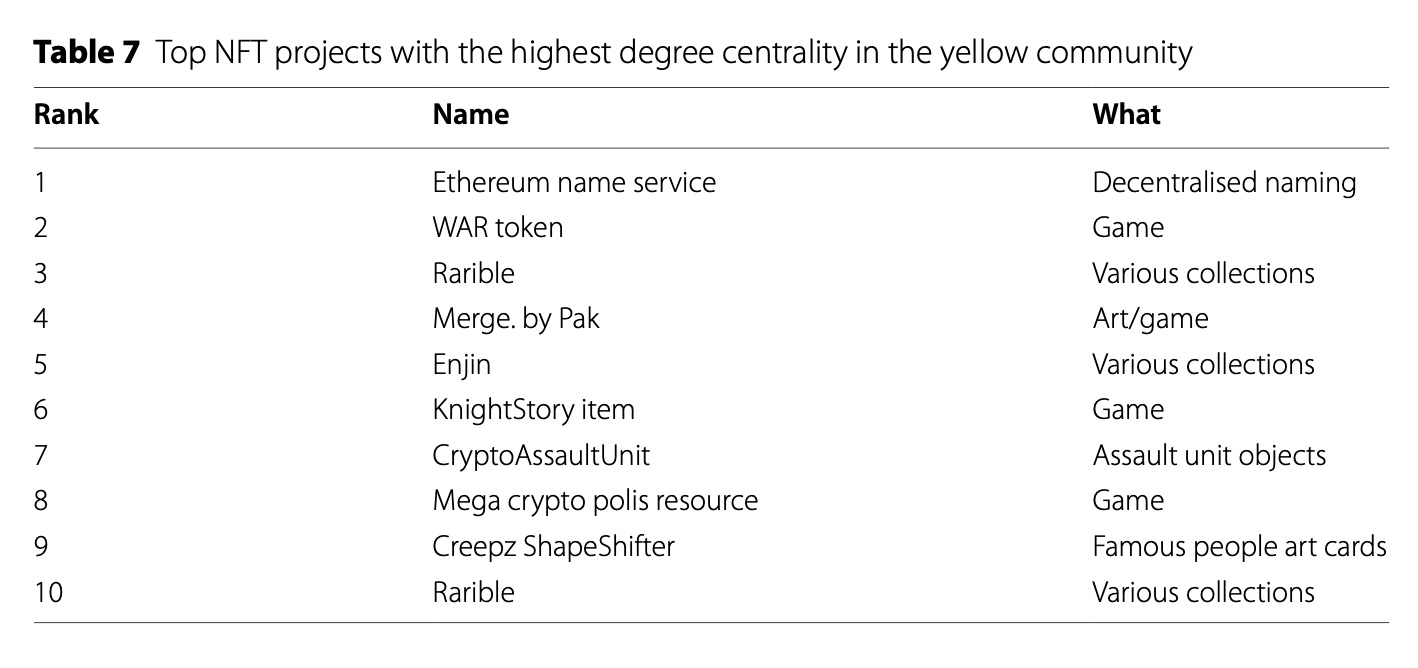 Table 7 Top NFT projects with the highest degree centrality in the yellow community
Rank Name What
1 Ethereum name service Decentralised naming
2 WAR token Game
3 Rarible Various collections
4 Merge. by Pak Art/game
5 Enjin Various collections
6 KnightStory item Game
7 CryptoAssaultUnit Assault unit objects
8 Mega crypto polis resource Game
9 Creepz ShapeShifter Famous people art cards
10 Rarible Various collections